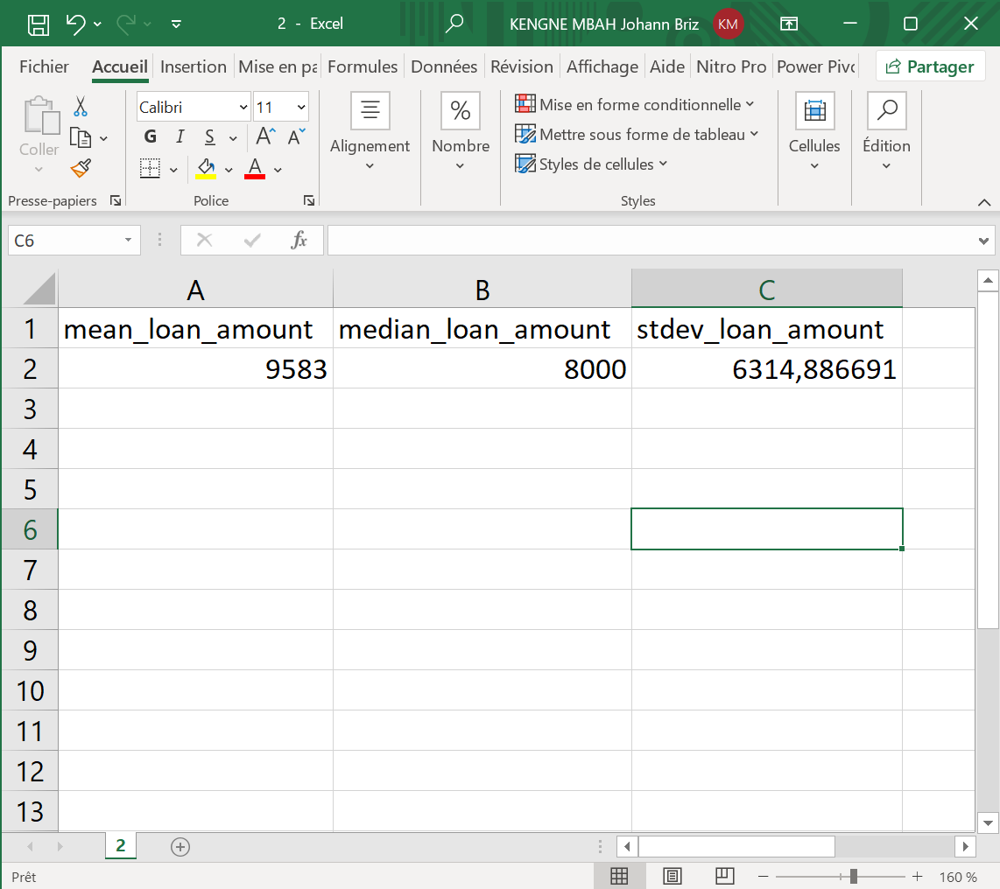 2 - Excel KENGNE MBAH Johann Briz KM
Fichier Accueil Insertion Mise en pa Formules Données Révision Affichage Aide Nitro Pro Power Pivo Partager
Coller
Presse-papiers
Calibri 11
G I S A A
A
Police
Alignement
%
Nombre
Mise en forme conditionnelle
Mettre sous forme de tableau
Styles de cellules
Styles
Cellules
Édition
C6 fx
A B C
1 mean_loan_amount median_loan_amount stdev_loan_amount
2 9583 8000 6314,886691
3
4
5
6
7
8
9
10
11
12
13
2
Prêt 160 %